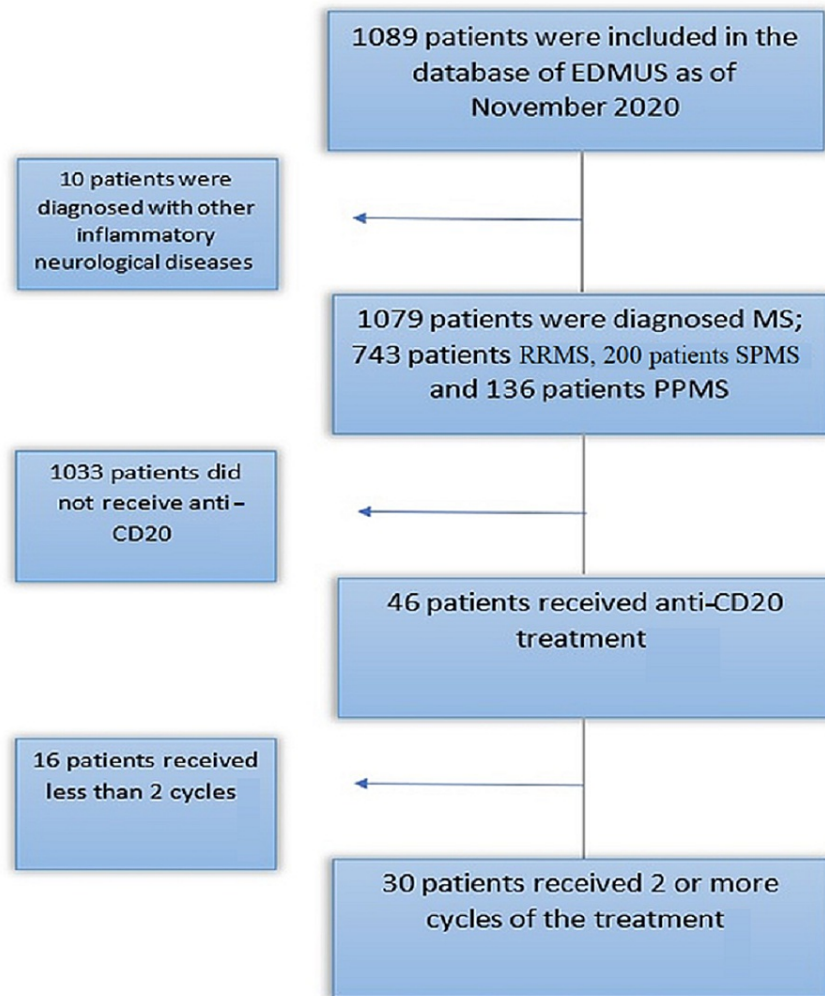 1089 patients were included in the
database of EDMUS as of
November 2020
10 patients were
diagnosed with other
inflammatory
neurological diseases
1079 patients were diagnosed MS;
743 patients RRMS, 200 patients SPMS
and 136 patients PPMS
1033 patients did
not receive anti-
CD20
46 patients received anti-CD20
treatment
16 patients received
less than 2 cycles
30 patients received 2 or more
cycles of the treatment